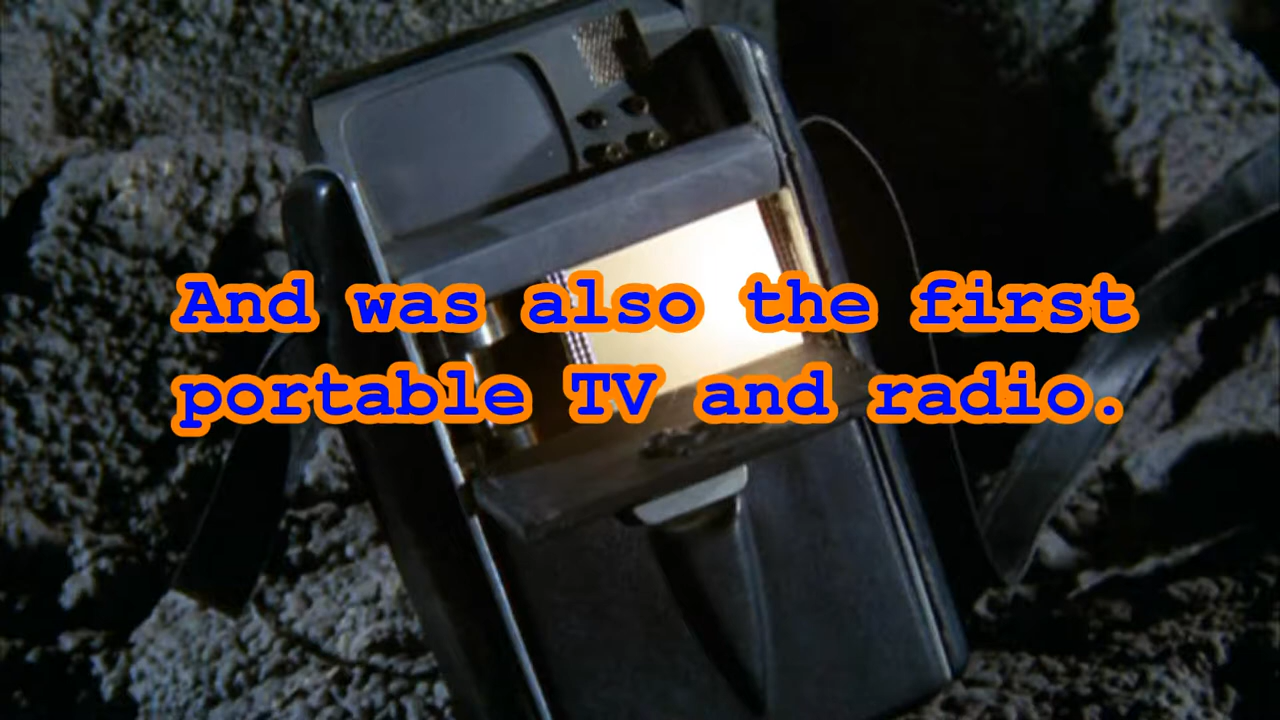 And was also the first
portable TV and radio.